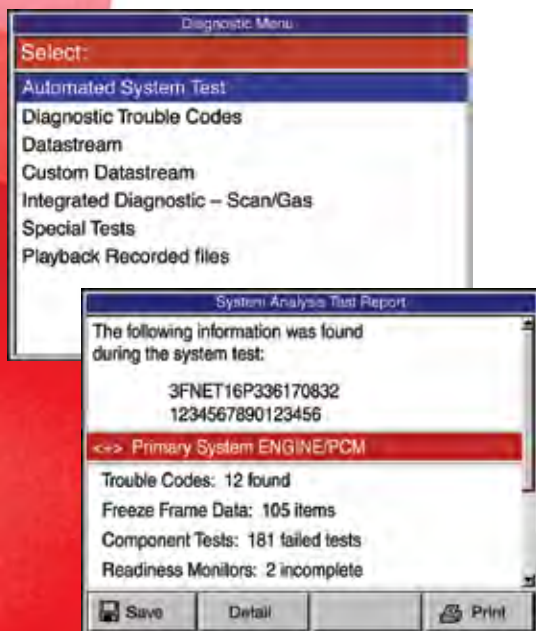 Diagnostic Menu
Select:
Automated System Test
Diagnostic Trouble Codes
Datastream
Custom Datastream
Integrated Diagnostic – Scan/Gas
Special Tests
Playback Recorded files
System Analysis Test Report
The following information was found
during the system test:
3FNET16P336170832
1234567890123456
<+> Primary System ENGINE/PCM
Trouble Codes: 12 found
Freeze Frame Data: 105 items
Component Tests: 181 failed tests
Readiness Monitors: 2 incomplete
Save Detail Print